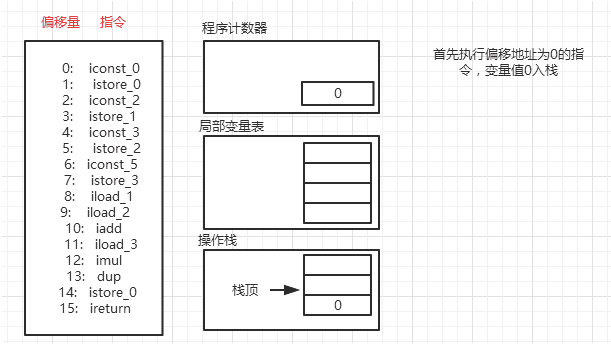 偏移量 指令
0: iconst_0
1: istore_0
2: iconst_2
3: istore_1
4: iconst_3
5: istore_2
6: iconst_5
7: istore_3
8: iload_1
9: iload_2
10: iadd
11: iload_3
12: imul
13: dup
14: istore_0
15: ireturn
程序计数器
0
局部变量表
操作栈
栈顶
0
首先执行偏移地址为0的指
令，变量值0入栈